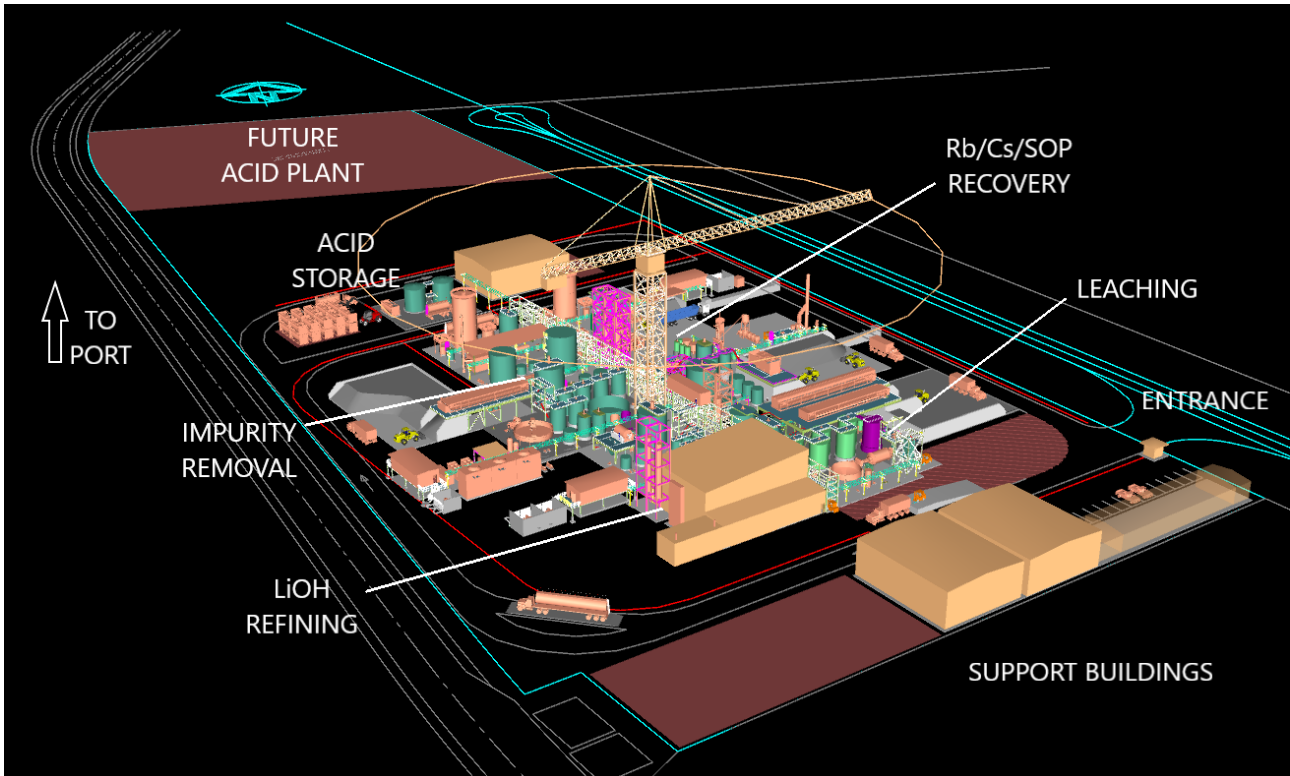 FUTURE
ACID PLANT
Rb/Cs/SOP
RECOVERY
ACID
STORAGE
LEACHING
TO
PORT
ENTRANCE
IMPURITY
REMOVAL
LiOH
REFINING
SUPPORT BUILDINGS